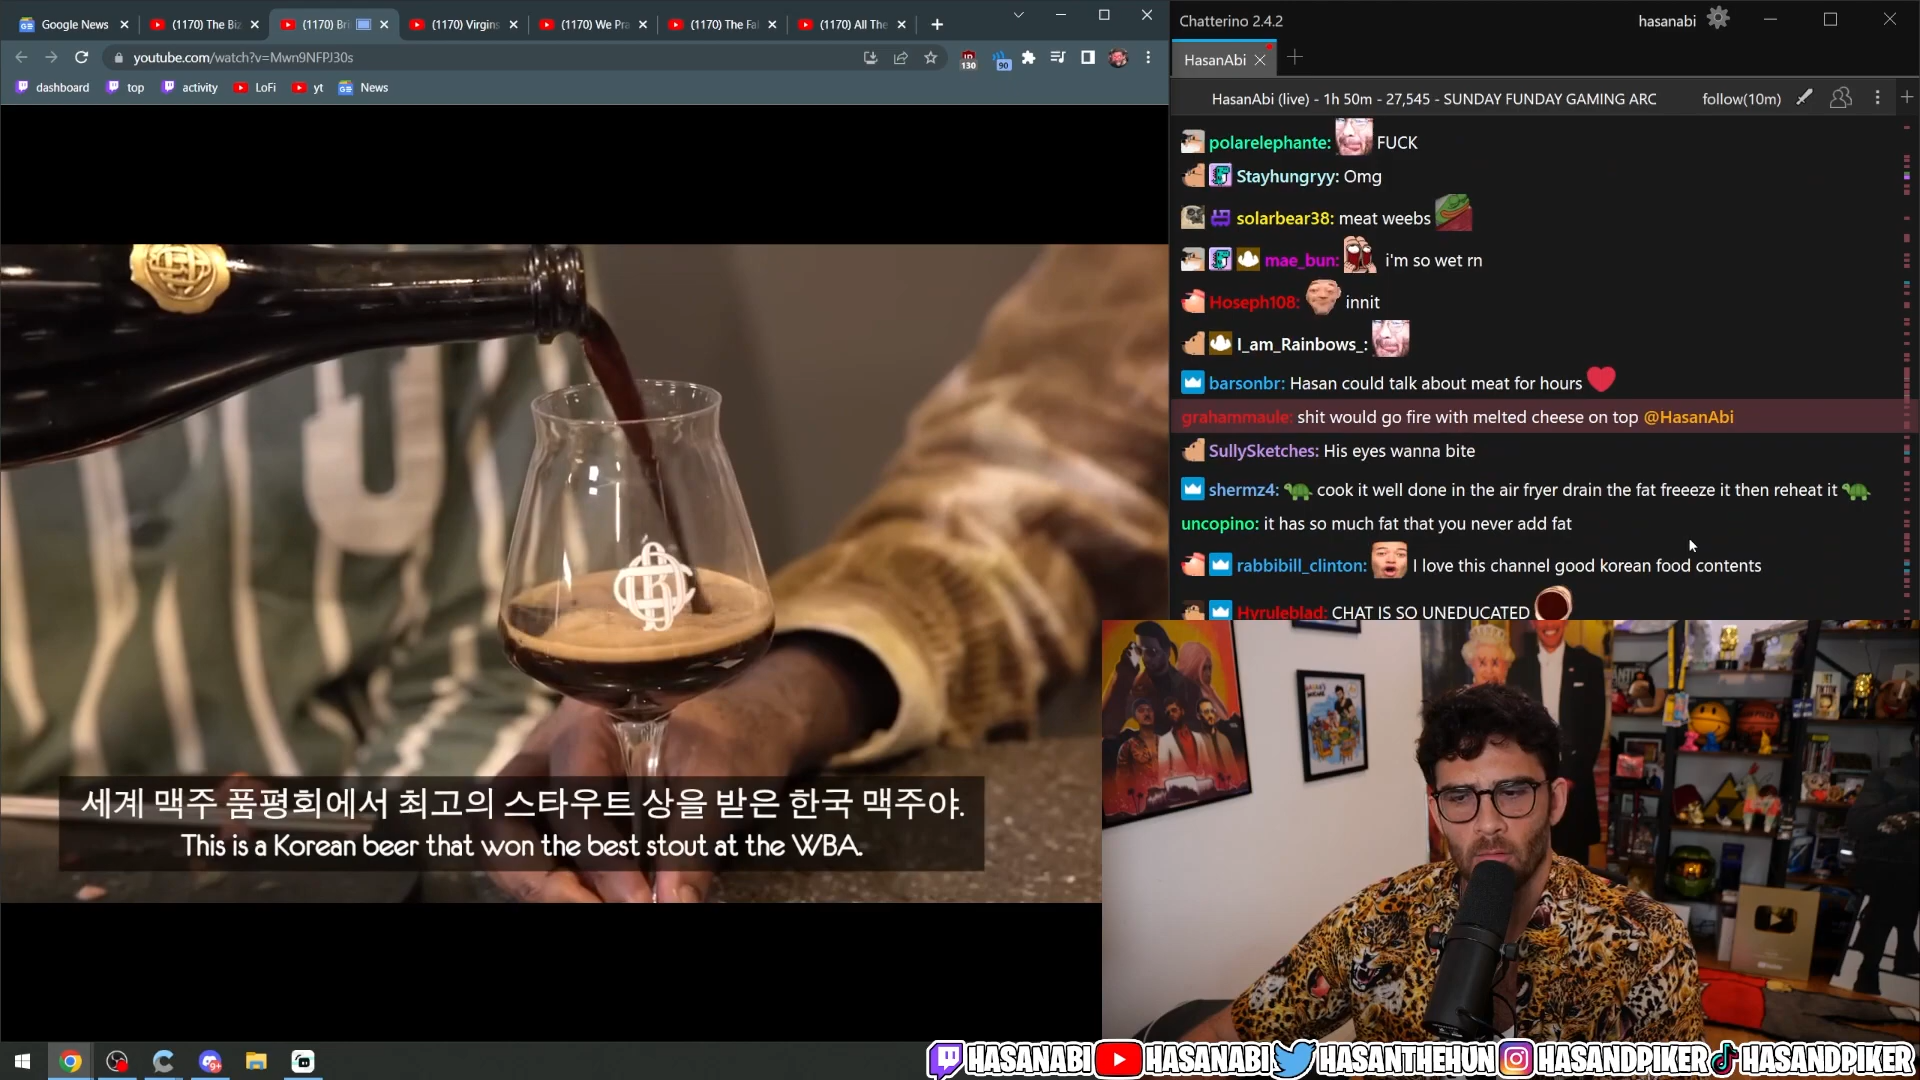 Google News
(1170) The Biz
(1170) Bri
(1170) Virgins
(1170) We Pra
(1170) The Fa
(1170) All The
youtube.com/watch?v=Mwn9NFPJ30s
130
90
dashboard
top
activity
LoFi
yt
News
세계 맥주 품평회에서 최고의 스타우트 상을 받은 한국 맥주야.
This is a Korean beer that won the best stout at the WBA.
Chatterino 2.4.2
hasanabi
HasanAbi
HasanAbi (live) - 1h 50m - 27,545 - SUNDAY FUNDAY GAMING ARC
follow(10m)
polarelephante: FUCK
Stayhungryy: Omg
solarbear38: meat weebs
mae_bun: i'm so wet rn
Hoseph108: innit
I_am_Rainbows_:
barsonbr: Hasan could talk about meat for hours
grahammaule: shit would go fire with melted cheese on top @HasanAbi
SullySketches: His eyes wanna bite
shermz4: cook it well done in the air fryer drain the fat freeeze it then reheat it
uncopino: it has so much fat that you never add fat
rabbibill_clinton: I love this channel good korean food contents
Hyruleblad: CHAT IS SO UNEDUCATED
HASANABI
HASANABI
HASANTHEHUN
HASANDPIKER
HASANDPIKER